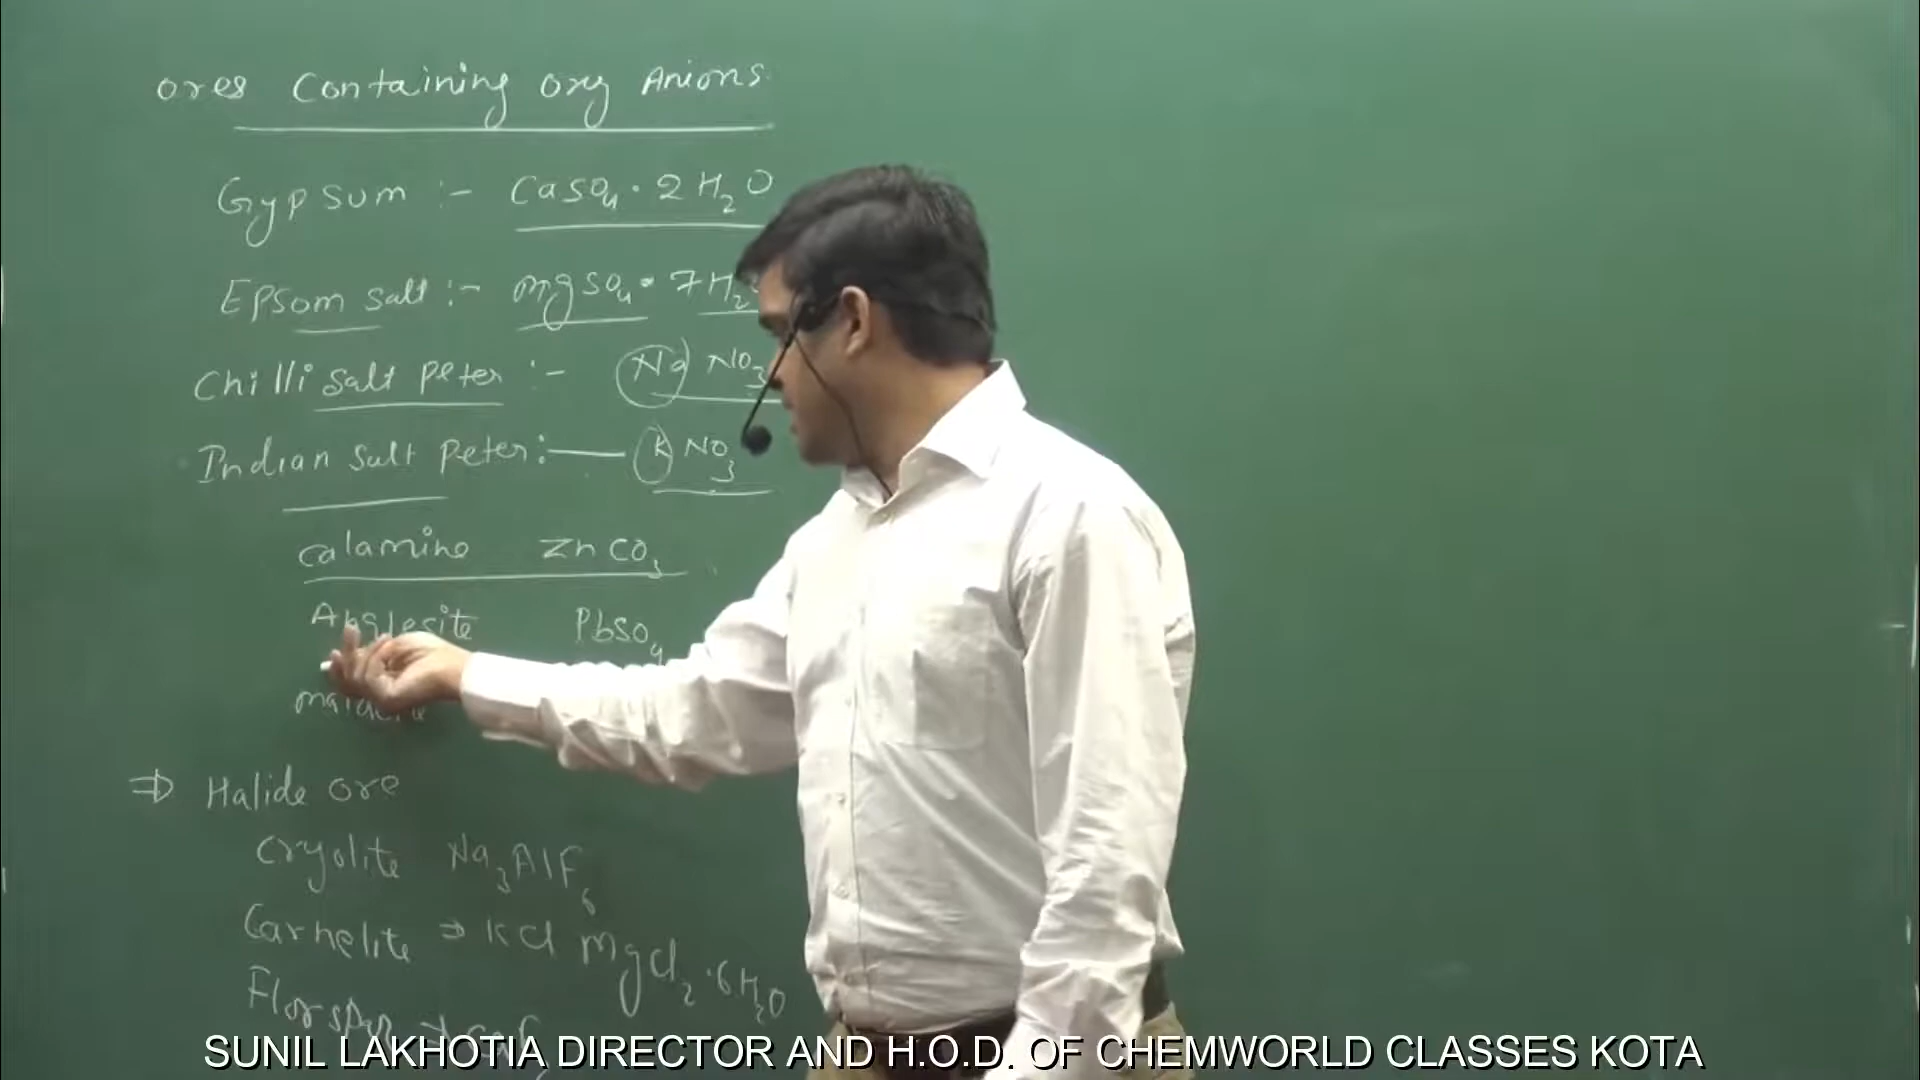 ores Containing oxy Anions
Gypsum :- CaSO4 · 2H2O
Epsom Salt :- MgSO4 · 7H2
Chilli Salt Peter :- Na NO3
Indian Salt Peter :— K NO3
Calamine ZnCO3
Anglesite PbSO4
⇒ Halide ore
Cryolite Na3AlF6
Carnelite ⇒ KCl MgCl2 · 6H2O
Florspar →
SUNIL LAKHOTIA DIRECTOR AND H.O.D. OF CHEMWORLD CLASSES KOTA